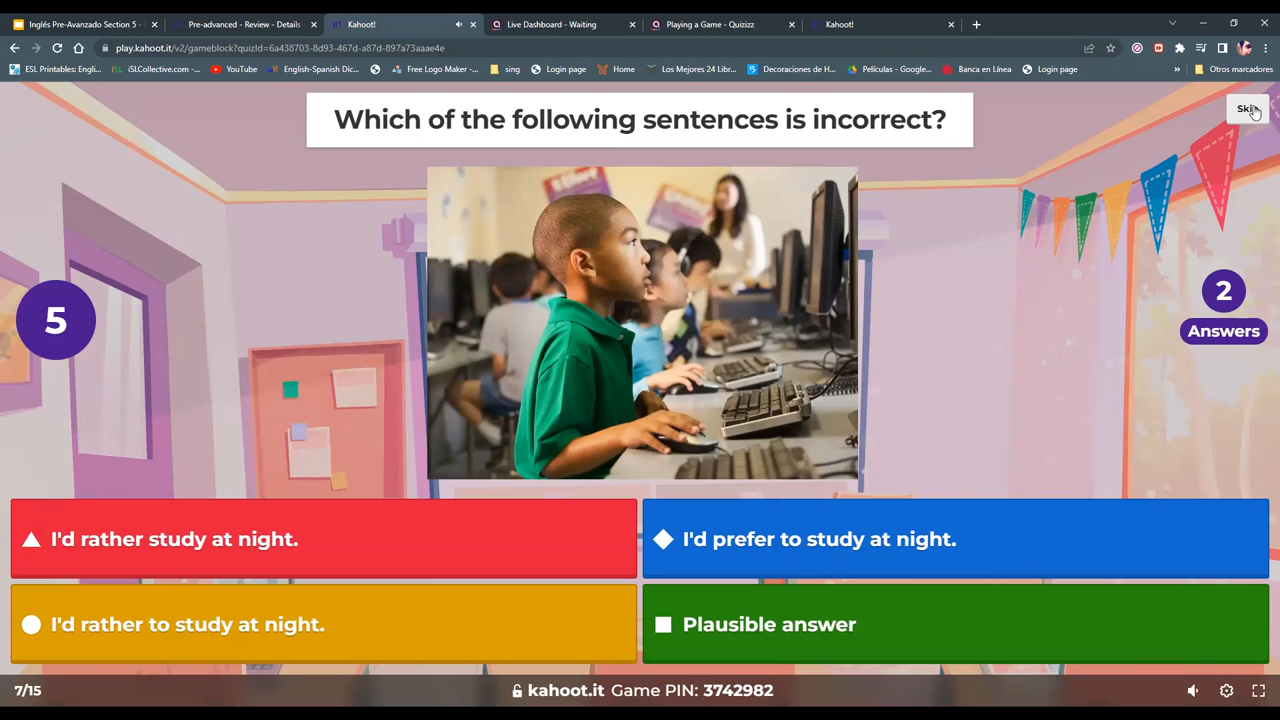 Inglés Pre-Avanzado Section 5 -
Pre-advanced - Review - Details
Kahoot!
Live Dashboard - Waiting
Playing a Game - Quizizz
Kahoot!
play.kahoot.it/v2/gameblock?quizId=6a438703-8d93-467d-a87d-897a73aaae4e
ESL Printables: Engli...
iSLCollective.com -...
YouTube
English-Spanish Dic...
Free Logo Maker -...
sing
Login page
Home
Los Mejores 24 Libr...
Decoraciones de H...
Películas - Google...
Banca en Línea
Login page
»
Otros marcadores
Which of the following sentences is incorrect?
Skip
5
2
Answers
I'd rather study at night.
I'd prefer to study at night.
I'd rather to study at night.
Plausible answer
7/15
kahoot.it Game PIN: 3742982